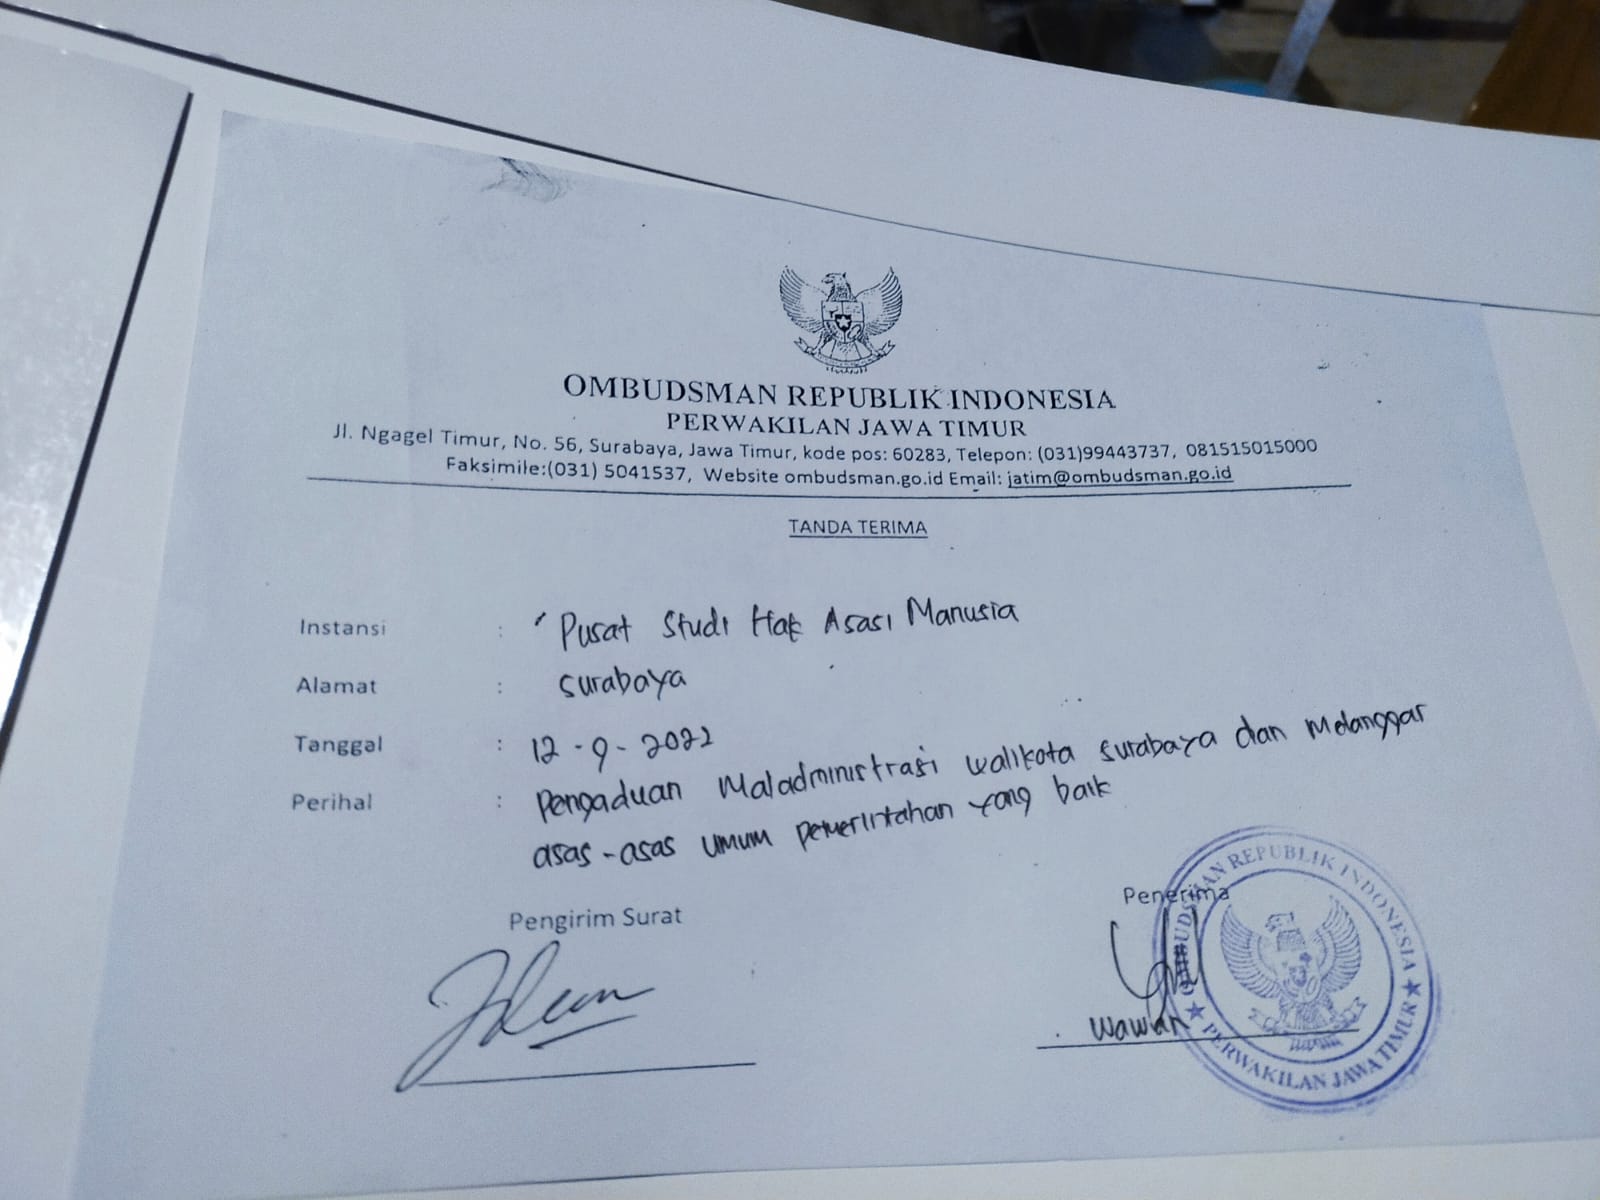 OMBUDSMAN REPUBLIK INDONESIA
PERWAKILAN JAWA TIMUR
Jl. Ngagel Timur, No. 56, Surabaya, Jawa Timur, kode pos: 60283, Telepon: (031)99443737, 081515015000
Faksimile:(031) 5041537, Website ombudsman.go.id Email: jatim@ombudsman.go.id
TANDA TERIMA
Instansi : Pusat Studi Hak Asasi Manusia
Alamat : Surabaya
Tanggal : 12-9-2022
Perihal : Pengaduan Maladministrasi walikota surabaya dan Melanggar
asas-asas umum pemerintahan yang baik
Pengirim Surat
Penerima
Wawan
OMBUDSMAN REPUBLIK INDONESIA
★ PERWAKILAN JAWA TIMUR ★